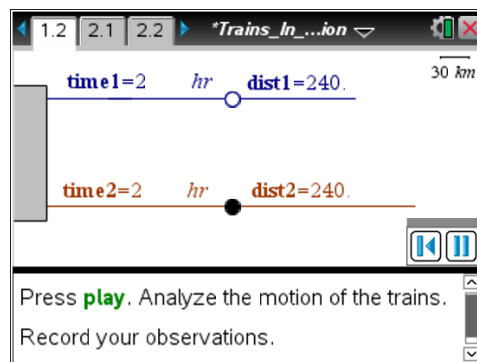 1.2 2.1 2.2 *Trains_In_...ion
30 km
time1=2 hr dist1=240.
time2=2 hr dist2=240.
Press play. Analyze the motion of the trains.
Record your observations.